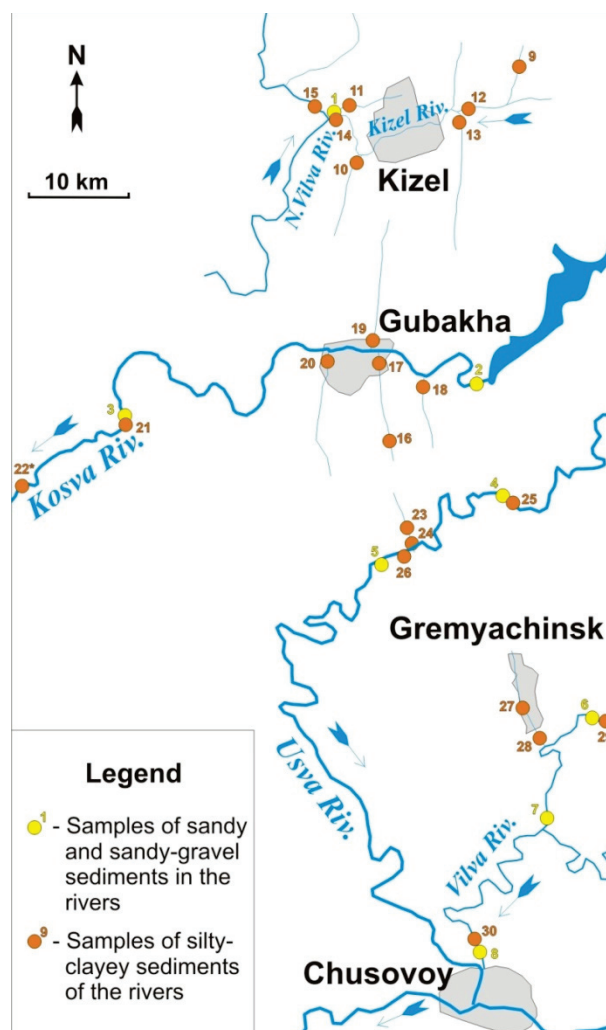 N
10 km
9
15
1
11
12
14
Kizel Riv.
13
10
N.Vilva Riv.
Kizel
Gubakha
19
20
17
2
18
3
21
16
22*
Kosva Riv.
4
25
23
24
5
26
Gremyachinsk
27
6
28
Usva Riv.
7
Vilva Riv.
30
8
Chusovoy
Legend
1 - Samples of sandy
and sandy-gravel
sediments in the
rivers
9 - Samples of silty-
clayey sediments
of the rivers